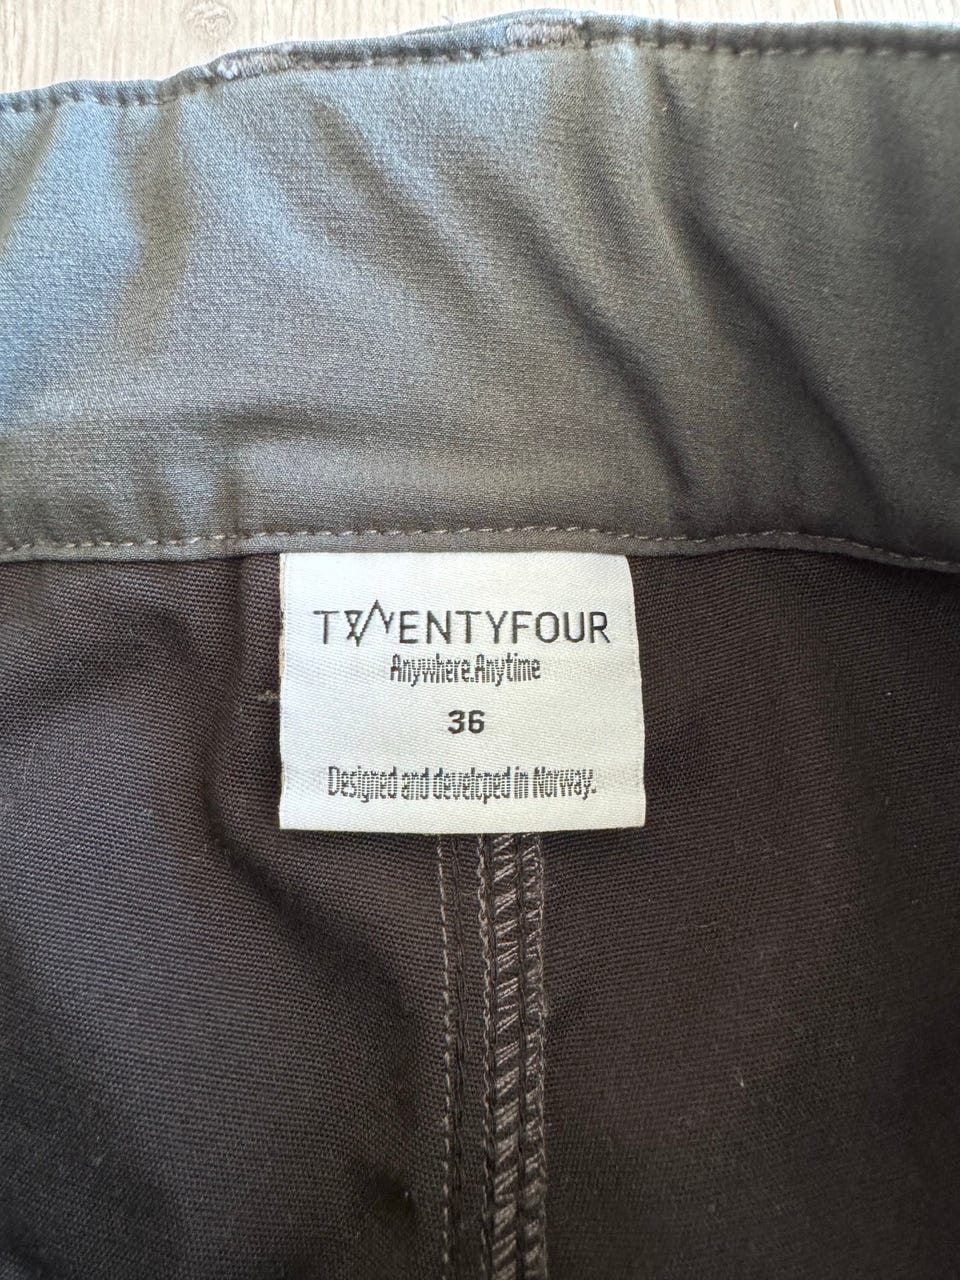 TWENTYFOUR
Anywhere.Anytime
36
Designed and developed in Norway.